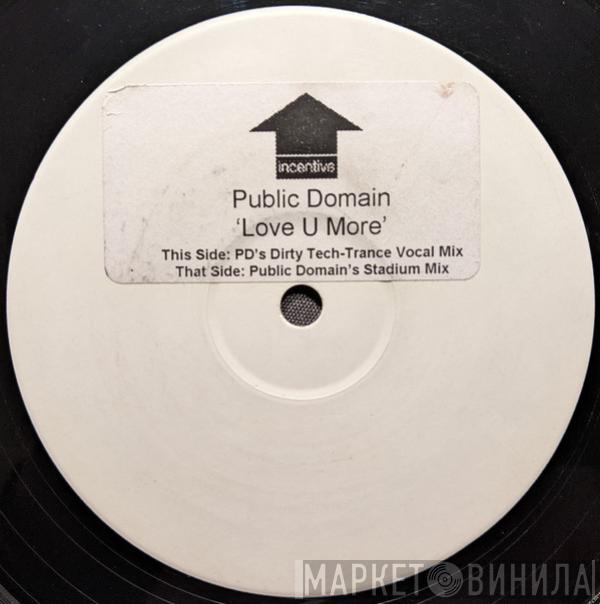 incentive
Public Domain
‘Love U More’
This Side: PD's Dirty Tech-Trance Vocal Mix
That Side: Public Domain's Stadium Mix
МАРКЕТ ВИНИЛА